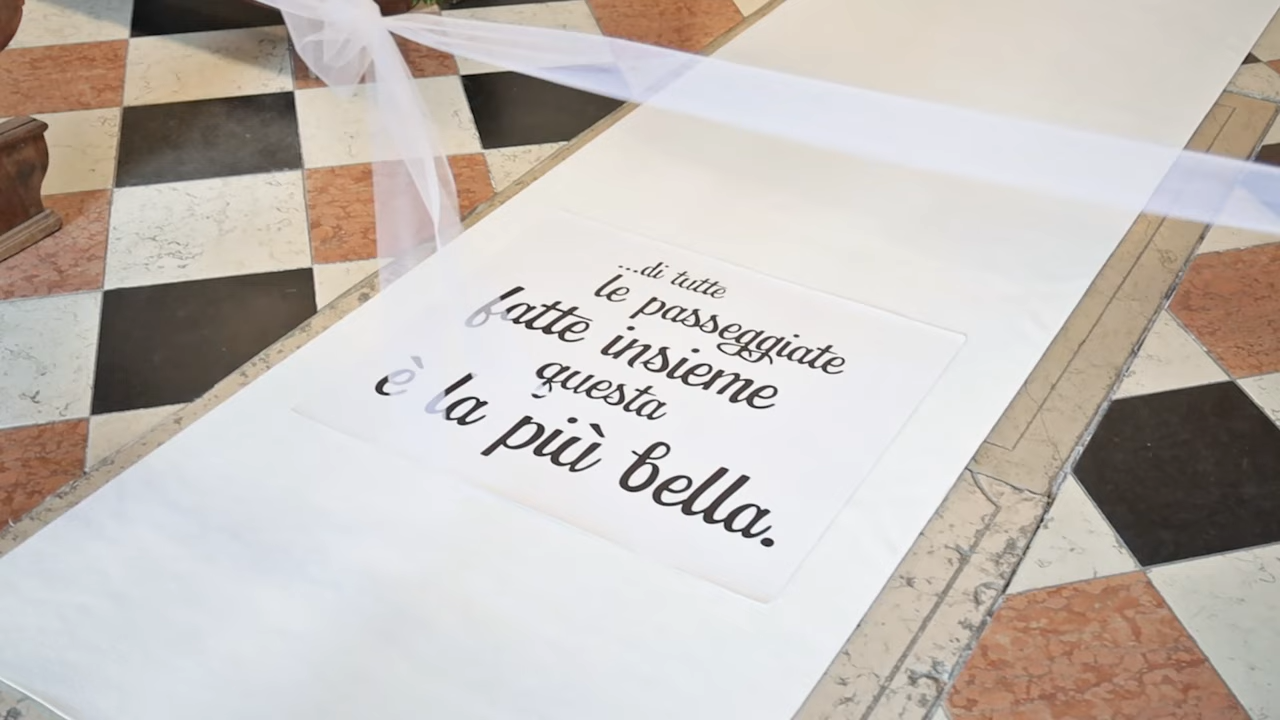 ...di tutte
le passeggiate
fatte insieme
questa
è la più bella.